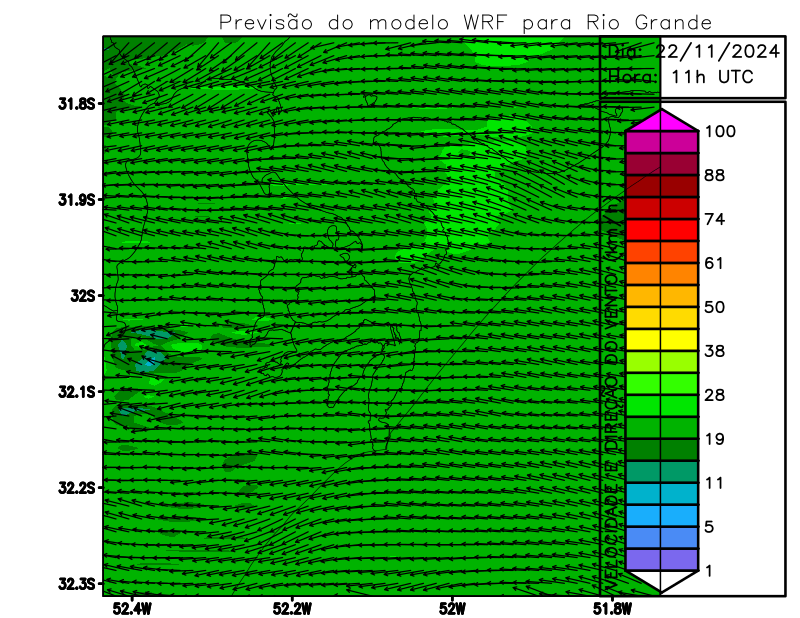 Previsão do modelo WRF para Rio Grande
Dia: 22/11/2024
Hora: 11h UTC
31.8S
31.9S
32S
32.1S
32.2S
32.3S
52.4W
52.2W
52W
51.8W
VELOCIDADE E DIREÇÃO DO VENTO (km/h)
100
88
74
61
50
38
28
19
11
5
1